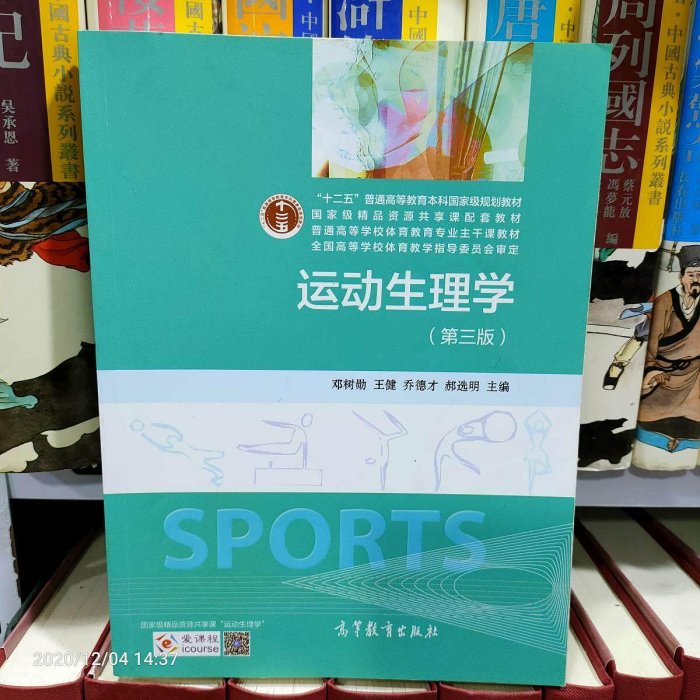 "十二五"普通高等教育本科国家级规划教材
国家级精品资源共享课配套教材
普通高等学校体育教育专业主干课教材
全国高等学校体育教学指导委员会审定
十二五
运动生理学
（第三版）
邓树勋 王健 乔德才 郝选明 主编
SPORTS
国家级精品资源共享课"运动生理学"
爱课程
icourse
高等教育出版社
2020/12/04 14:37
记
吴承恩 著
中國古典小說系列叢書
唐
列國志
蔡元放
馮夢龍 編
中國古典小說系列叢書